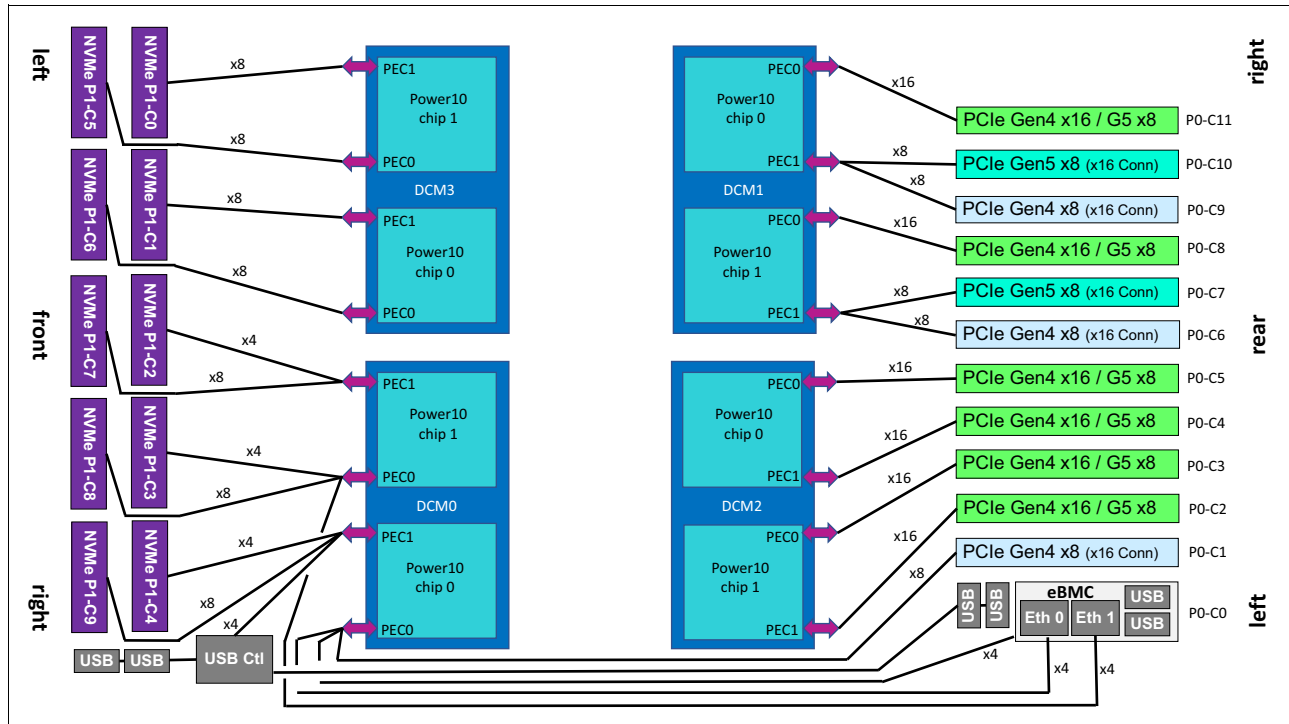 left
front
right
NVMe P1-C5
NVMe P1-C0
x8
x8
NVMe P1-C6
NVMe P1-C1
x8
x8
NVMe P1-C7
NVMe P1-C2
x4
x8
NVMe P1-C8
NVMe P1-C3
x4
x8
NVMe P1-C9
NVMe P1-C4
x4
x8
x4
USB
USB
USB Ctl
PEC1
Power10
chip 1
PEC0
DCM3
PEC1
Power10
chip 0
PEC0
PEC1
Power10
chip 1
PEC0
DCM0
PEC1
Power10
chip 0
PEC0
PEC0
Power10
chip 0
PEC1
DCM1
PEC0
Power10
chip 1
PEC1
PEC0
Power10
chip 0
PEC1
DCM2
PEC0
Power10
chip 1
PEC1
right
rear
left
x16
PCIe Gen4 x16 / G5 x8 P0-C11
x8
PCIe Gen5 x8 (x16 Conn) P0-C10
x8
PCIe Gen4 x8 (x16 Conn) P0-C9
x16
PCIe Gen4 x16 / G5 x8 P0-C8
x8
PCIe Gen5 x8 (x16 Conn) P0-C7
x8
PCIe Gen4 x8 (x16 Conn) P0-C6
x16
PCIe Gen4 x16 / G5 x8 P0-C5
x16
PCIe Gen4 x16 / G5 x8 P0-C4
x16
PCIe Gen4 x16 / G5 x8 P0-C3
x16
PCIe Gen4 x16 / G5 x8 P0-C2
x8
PCIe Gen4 x8 (x16 Conn) P0-C1
USB
USB
eBMC
Eth 0
Eth 1
USB
USB
P0-C0
x4
x4
x4